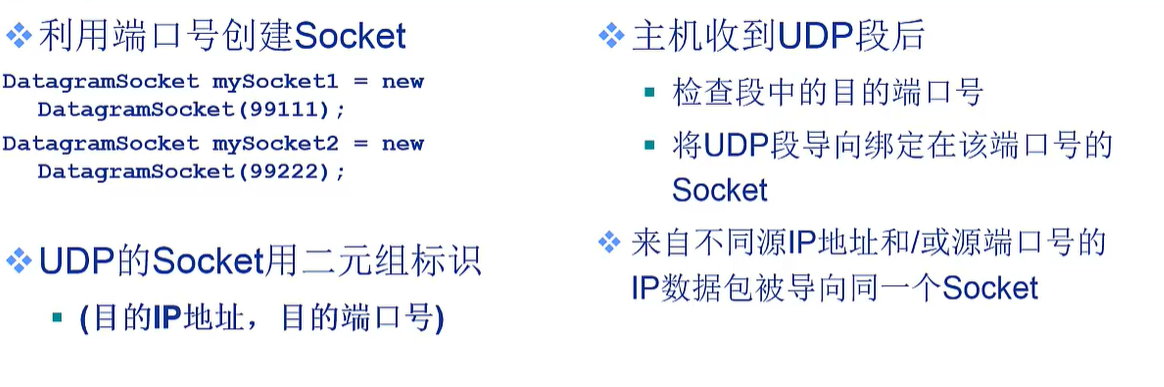 利用端口号创建Socket
DatagramSocket mySocket1 = new
DatagramSocket(99111);
DatagramSocket mySocket2 = new
DatagramSocket(99222);
UDP的Socket用二元组标识
(目的IP地址，目的端口号)
主机收到UDP段后
检查段中的目的端口号
将UDP段导向绑定在该端口号的
Socket
来自不同源IP地址和/或源端口号的
IP数据包被导向同一个Socket